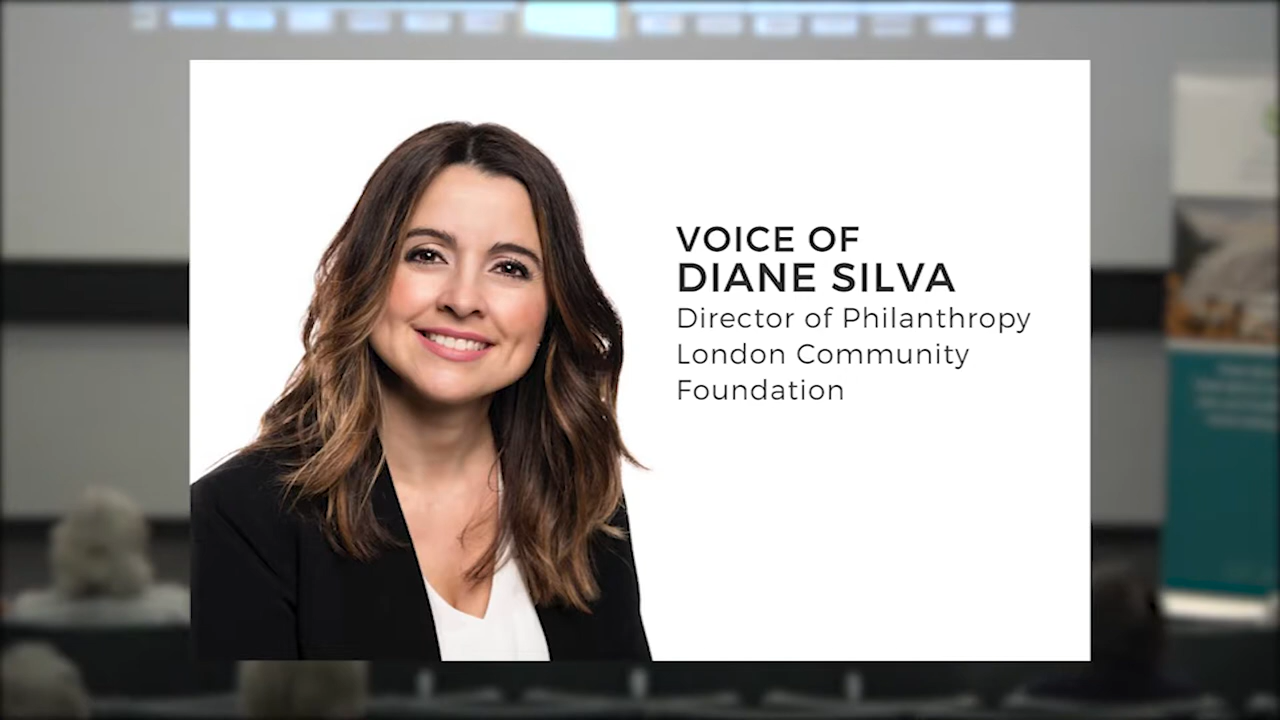 VOICE OF
DIANE SILVA
Director of Philanthropy
London Community
Foundation